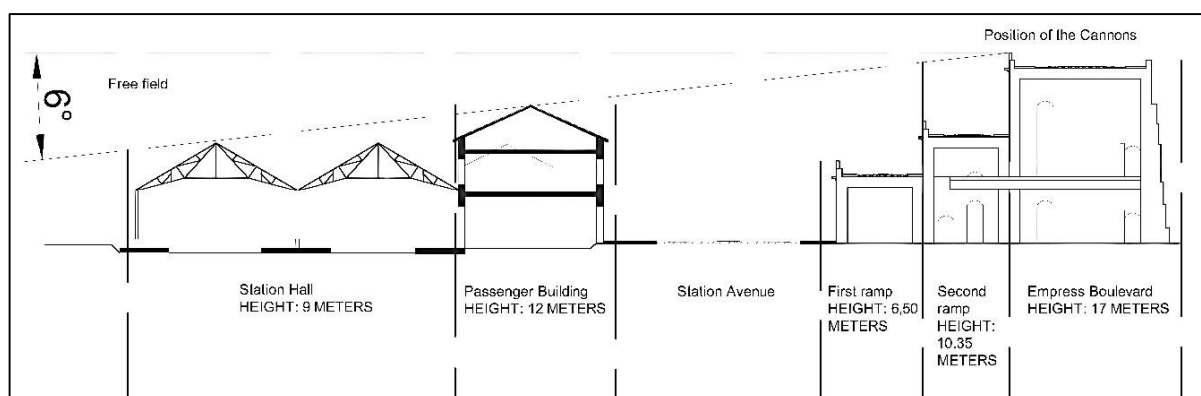 Position of the Cannons
Free field
6°
Station Hall
HEIGHT: 9 METERS
Passenger Building
HEIGHT: 12 METERS
Station Avenue
First ramp
HEIGHT: 6,50
METERS
Second
ramp
HEIGHT:
10.35
METERS
Empress Boulevard
HEIGHT: 17 METERS